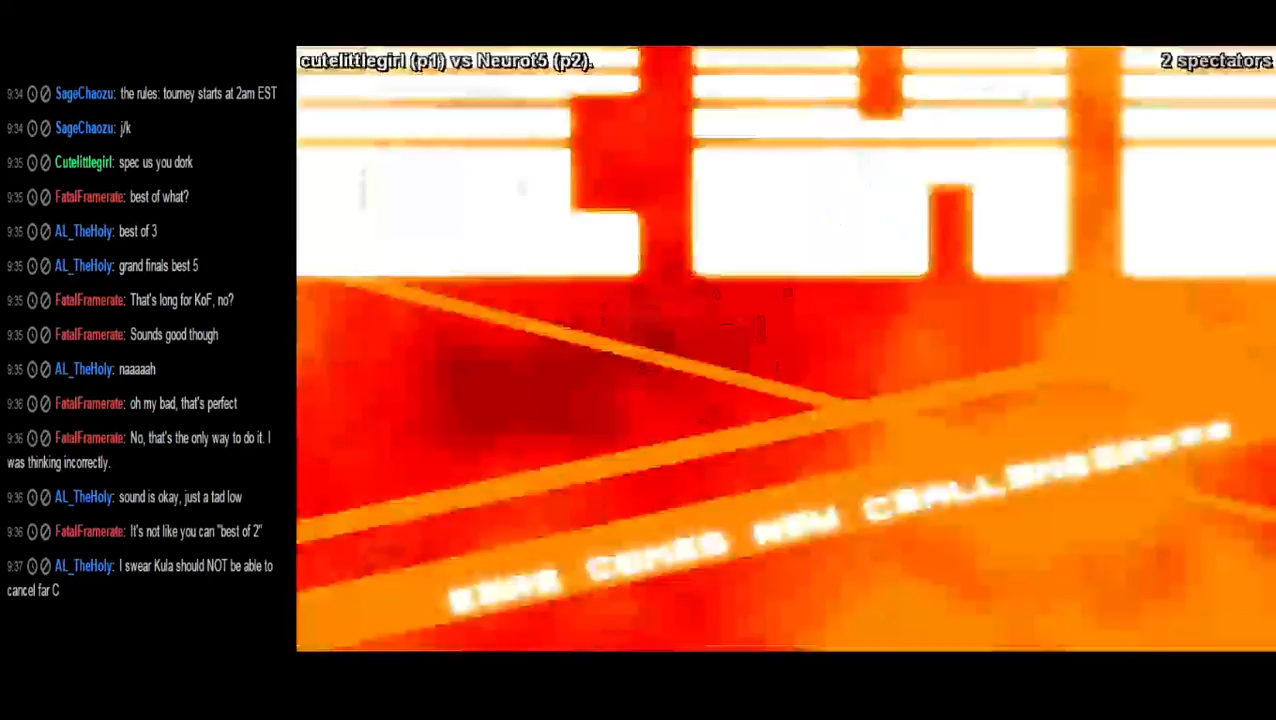 cutelittlegirl (p1) vs Neurot5 (p2).
2 spectators
9:34 SageChaozu: the rules: tourney starts at 2am EST
9:34 SageChaozu: j/k
9:35 Cutelittlegirl: spec us you dork
9:35 FatalFramerate: best of what?
9:35 AL_TheHoly: best of 3
9:35 AL_TheHoly: grand finals best 5
9:35 FatalFramerate: That's long for KoF, no?
9:35 FatalFramerate: Sounds good though
9:35 AL_TheHoly: naaaaah
9:36 FatalFramerate: oh my bad, that's perfect
9:36 FatalFramerate: No, that's the only way to do it. I
was thinking incorrectly.
9:36 AL_TheHoly: sound is okay, just a tad low
9:36 FatalFramerate: It's not like you can "best of 2"
9:37 AL_TheHoly: I swear Kula should NOT be able to
cancel far C
COMES NEW CHALLENGER